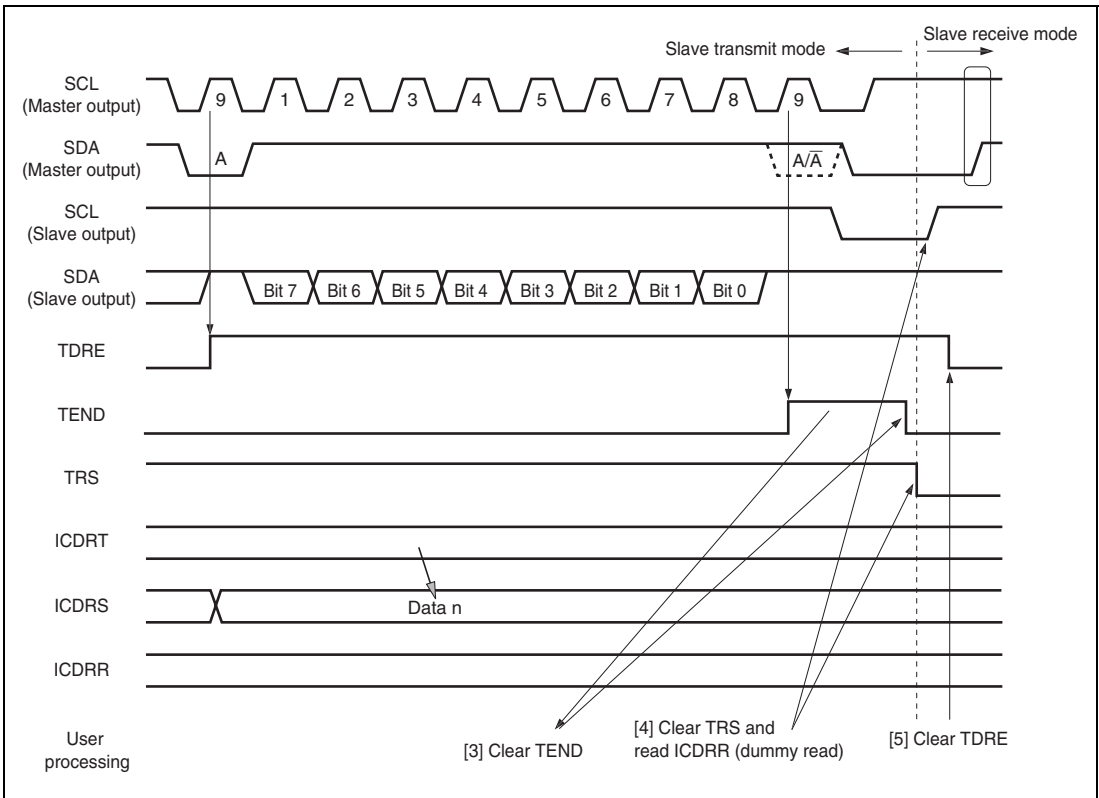 Slave transmit mode
Slave receive mode
SCL
(Master output)
9 1 2 3 4 5 6 7 8 9
SDA
(Master output)
A
A/A̅
SCL
(Slave output)
SDA
(Slave output)
Bit 7 Bit 6 Bit 5 Bit 4 Bit 3 Bit 2 Bit 1 Bit 0
TDRE
TEND
TRS
ICDRT
ICDRS
Data n
ICDRR
User
processing
[3] Clear TEND
[4] Clear TRS and
read ICDRR (dummy read)
[5] Clear TDRE